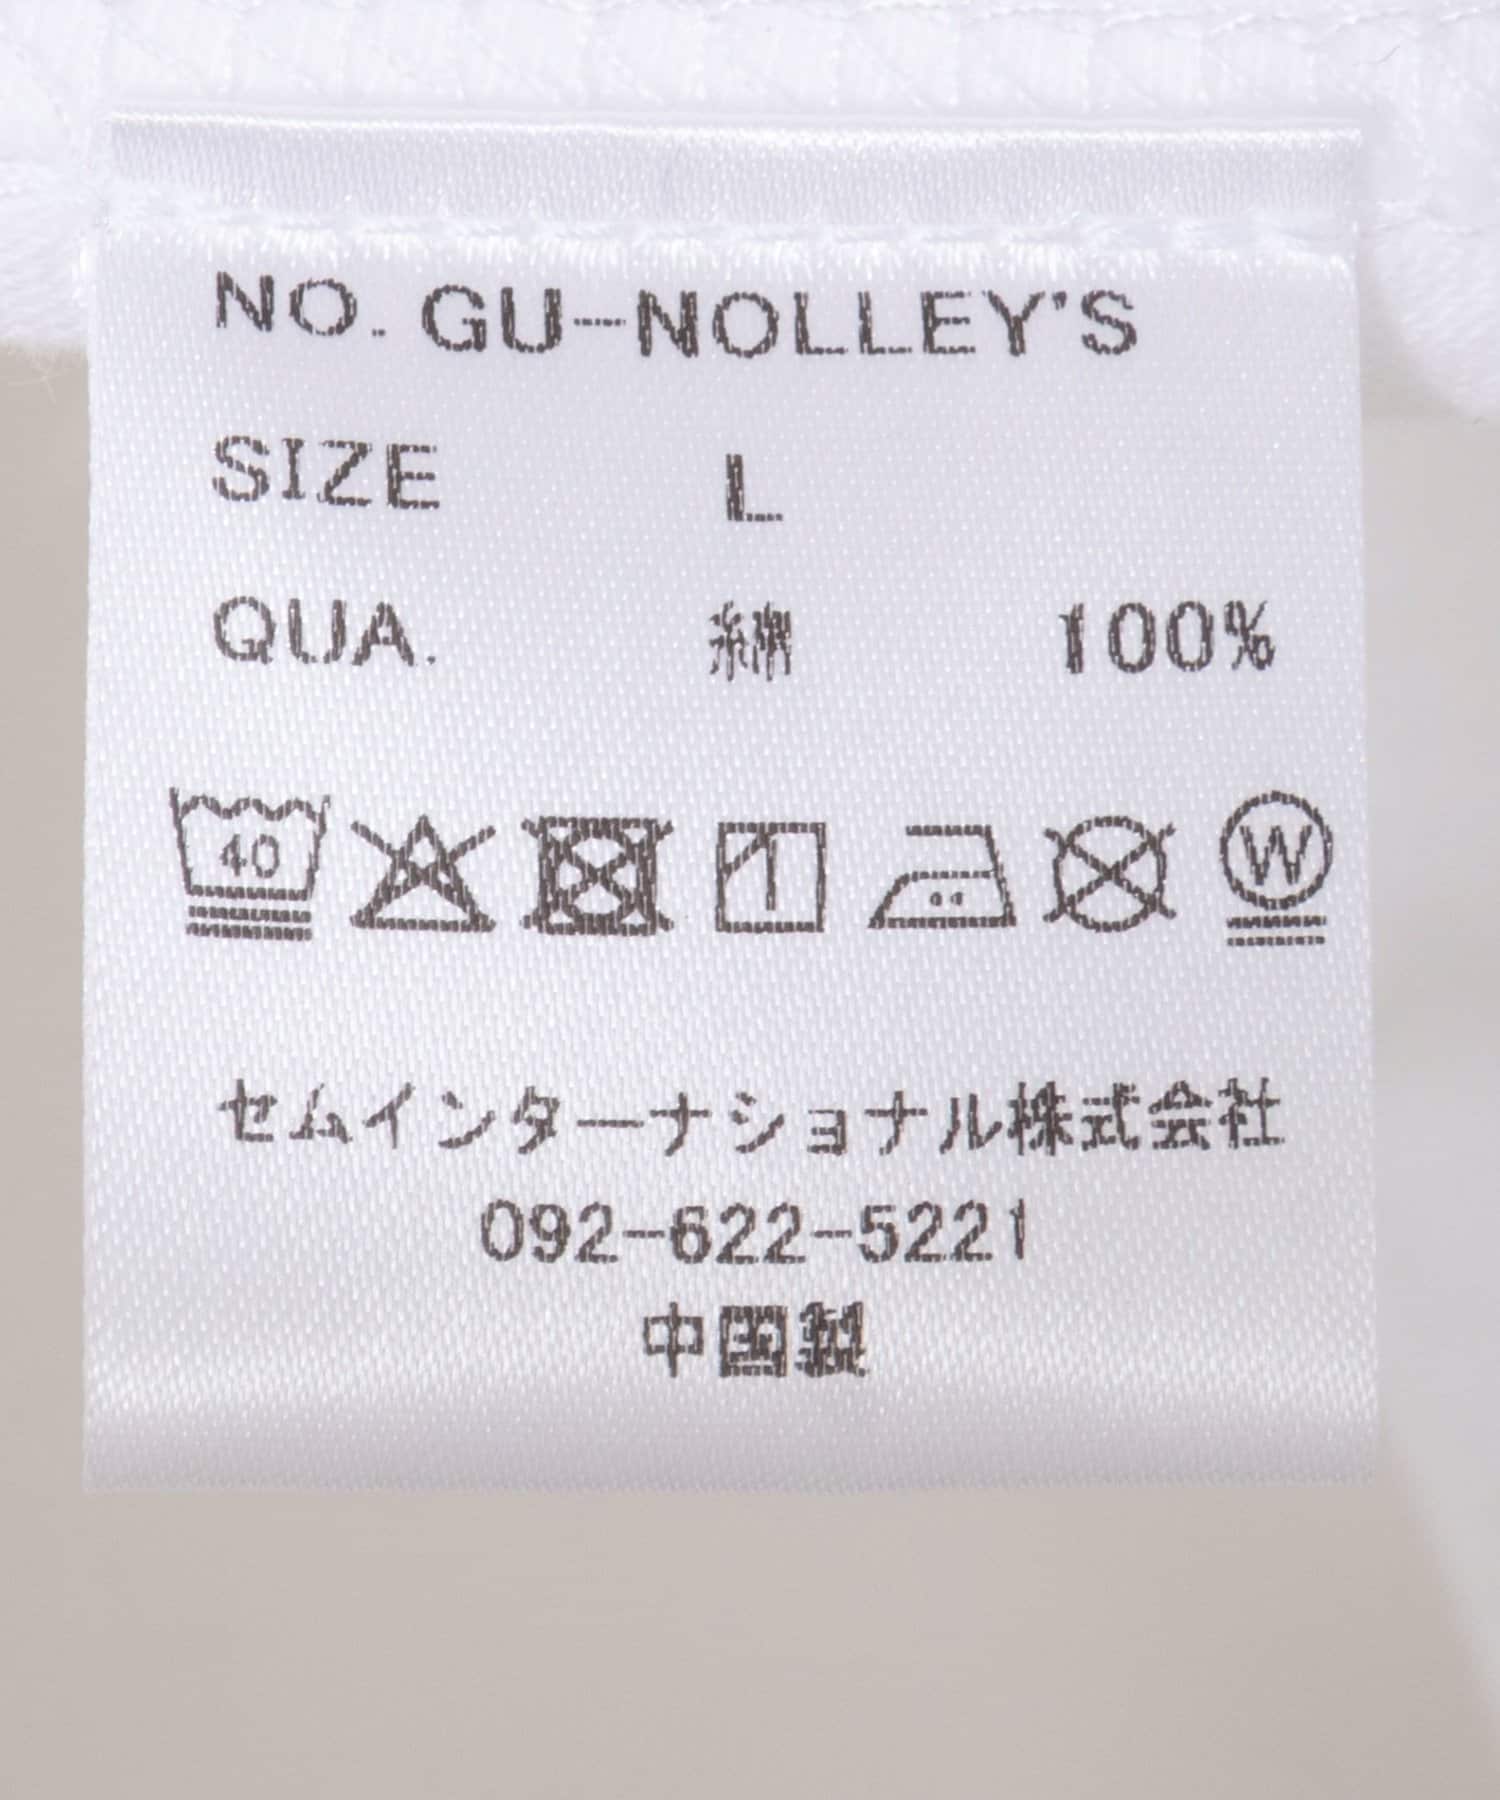 NO. GU-NOLLEY'S
SIZE L
QUA. 綿 100%
40 W
セムインターナショナル株式会社
092-622-5221
中国製